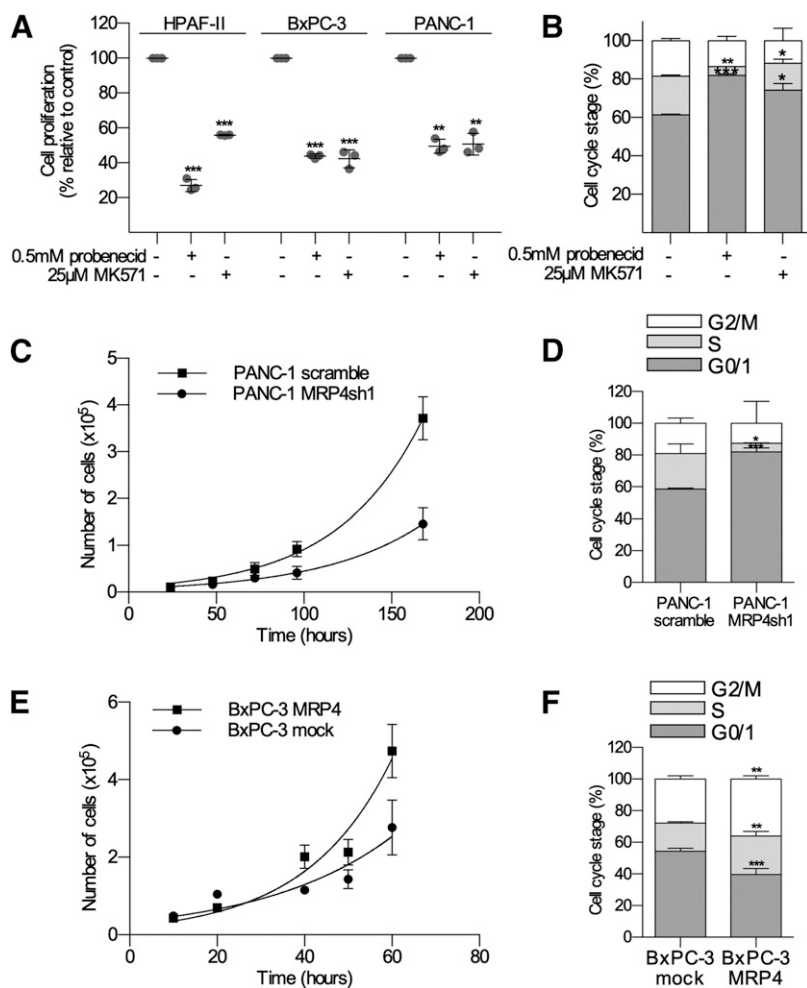 A
HPAF-II BxPC-3 PANC-1
Cell proliferation
(% relative to control)
120
100
80
60
40
20
***
***
***
***
**
**
0.5mM probenecid - + - - + - - + -
25µM MK571 - - + - - + - - +
B
Cell cycle stage (%)
100
80
60
40
20
**
***
*
*
0.5mM probenecid - + -
25µM MK571 - - +
C
PANC-1 scramble
PANC-1 MRP4sh1
Number of cells (x10⁵)
5
4
3
2
1
0
0 50 100 150 200
Time (hours)
D
G2/M
S
G0/1
Cell cycle stage (%)
120
100
80
60
40
20
0
*
***
PANC-1 PANC-1
scramble MRP4sh1
E
BxPC-3 MRP4
BxPC-3 mock
Number of cells (x10⁵)
6
4
2
0
0 20 40 60 80
Time (hours)
F
G2/M
S
G0/1
Cell cycle stage (%)
120
100
80
60
40
20
0
**
**
***
BxPC-3 BxPC-3
mock MRP4